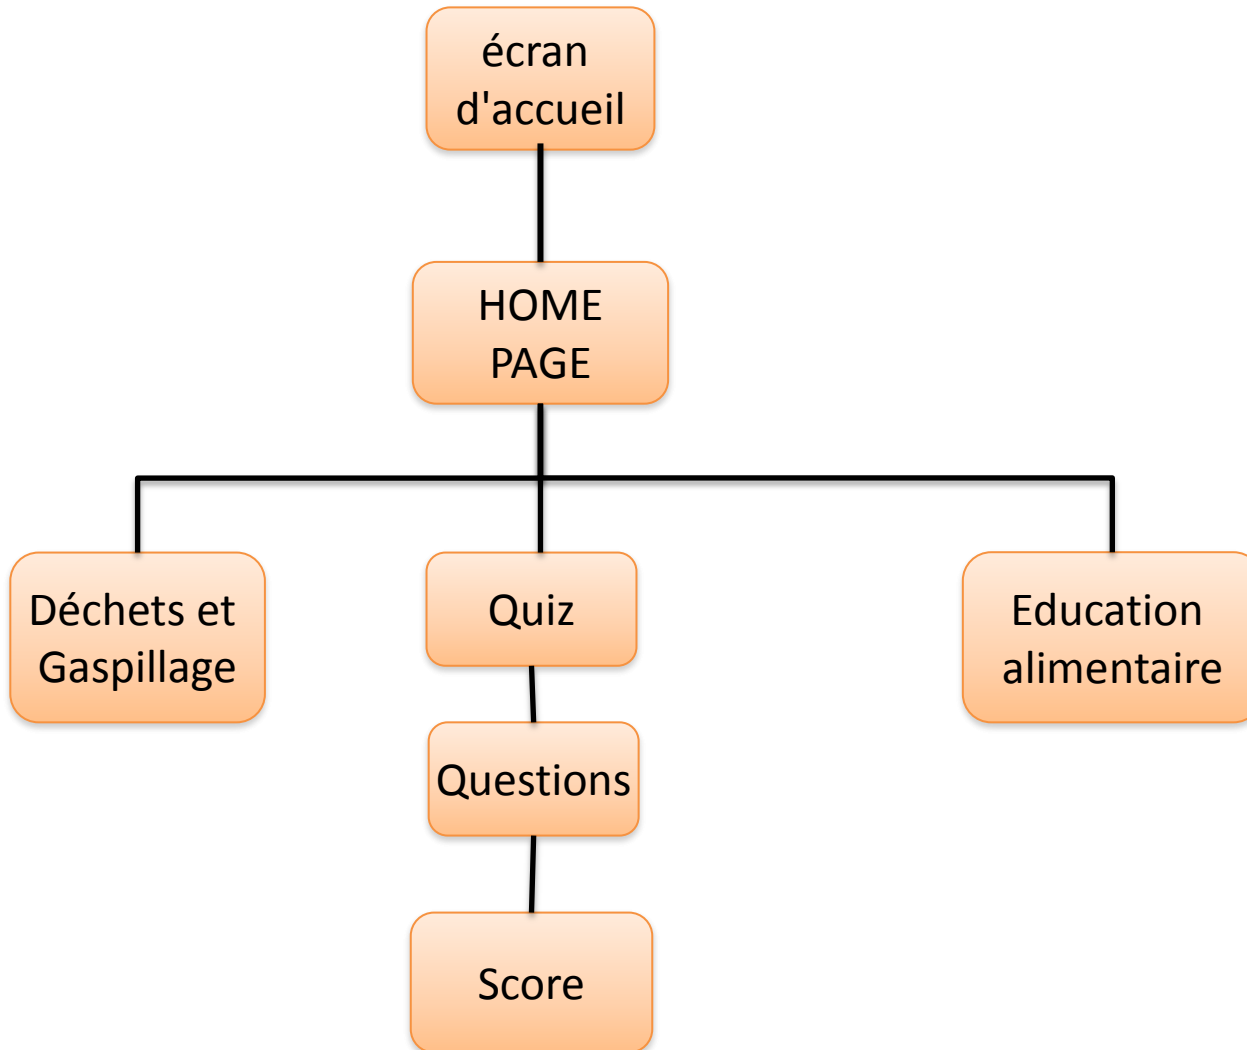 écran
d'accueil
HOME
PAGE
Déchets et
Gaspillage
Quiz
Education
alimentaire
Questions
Score